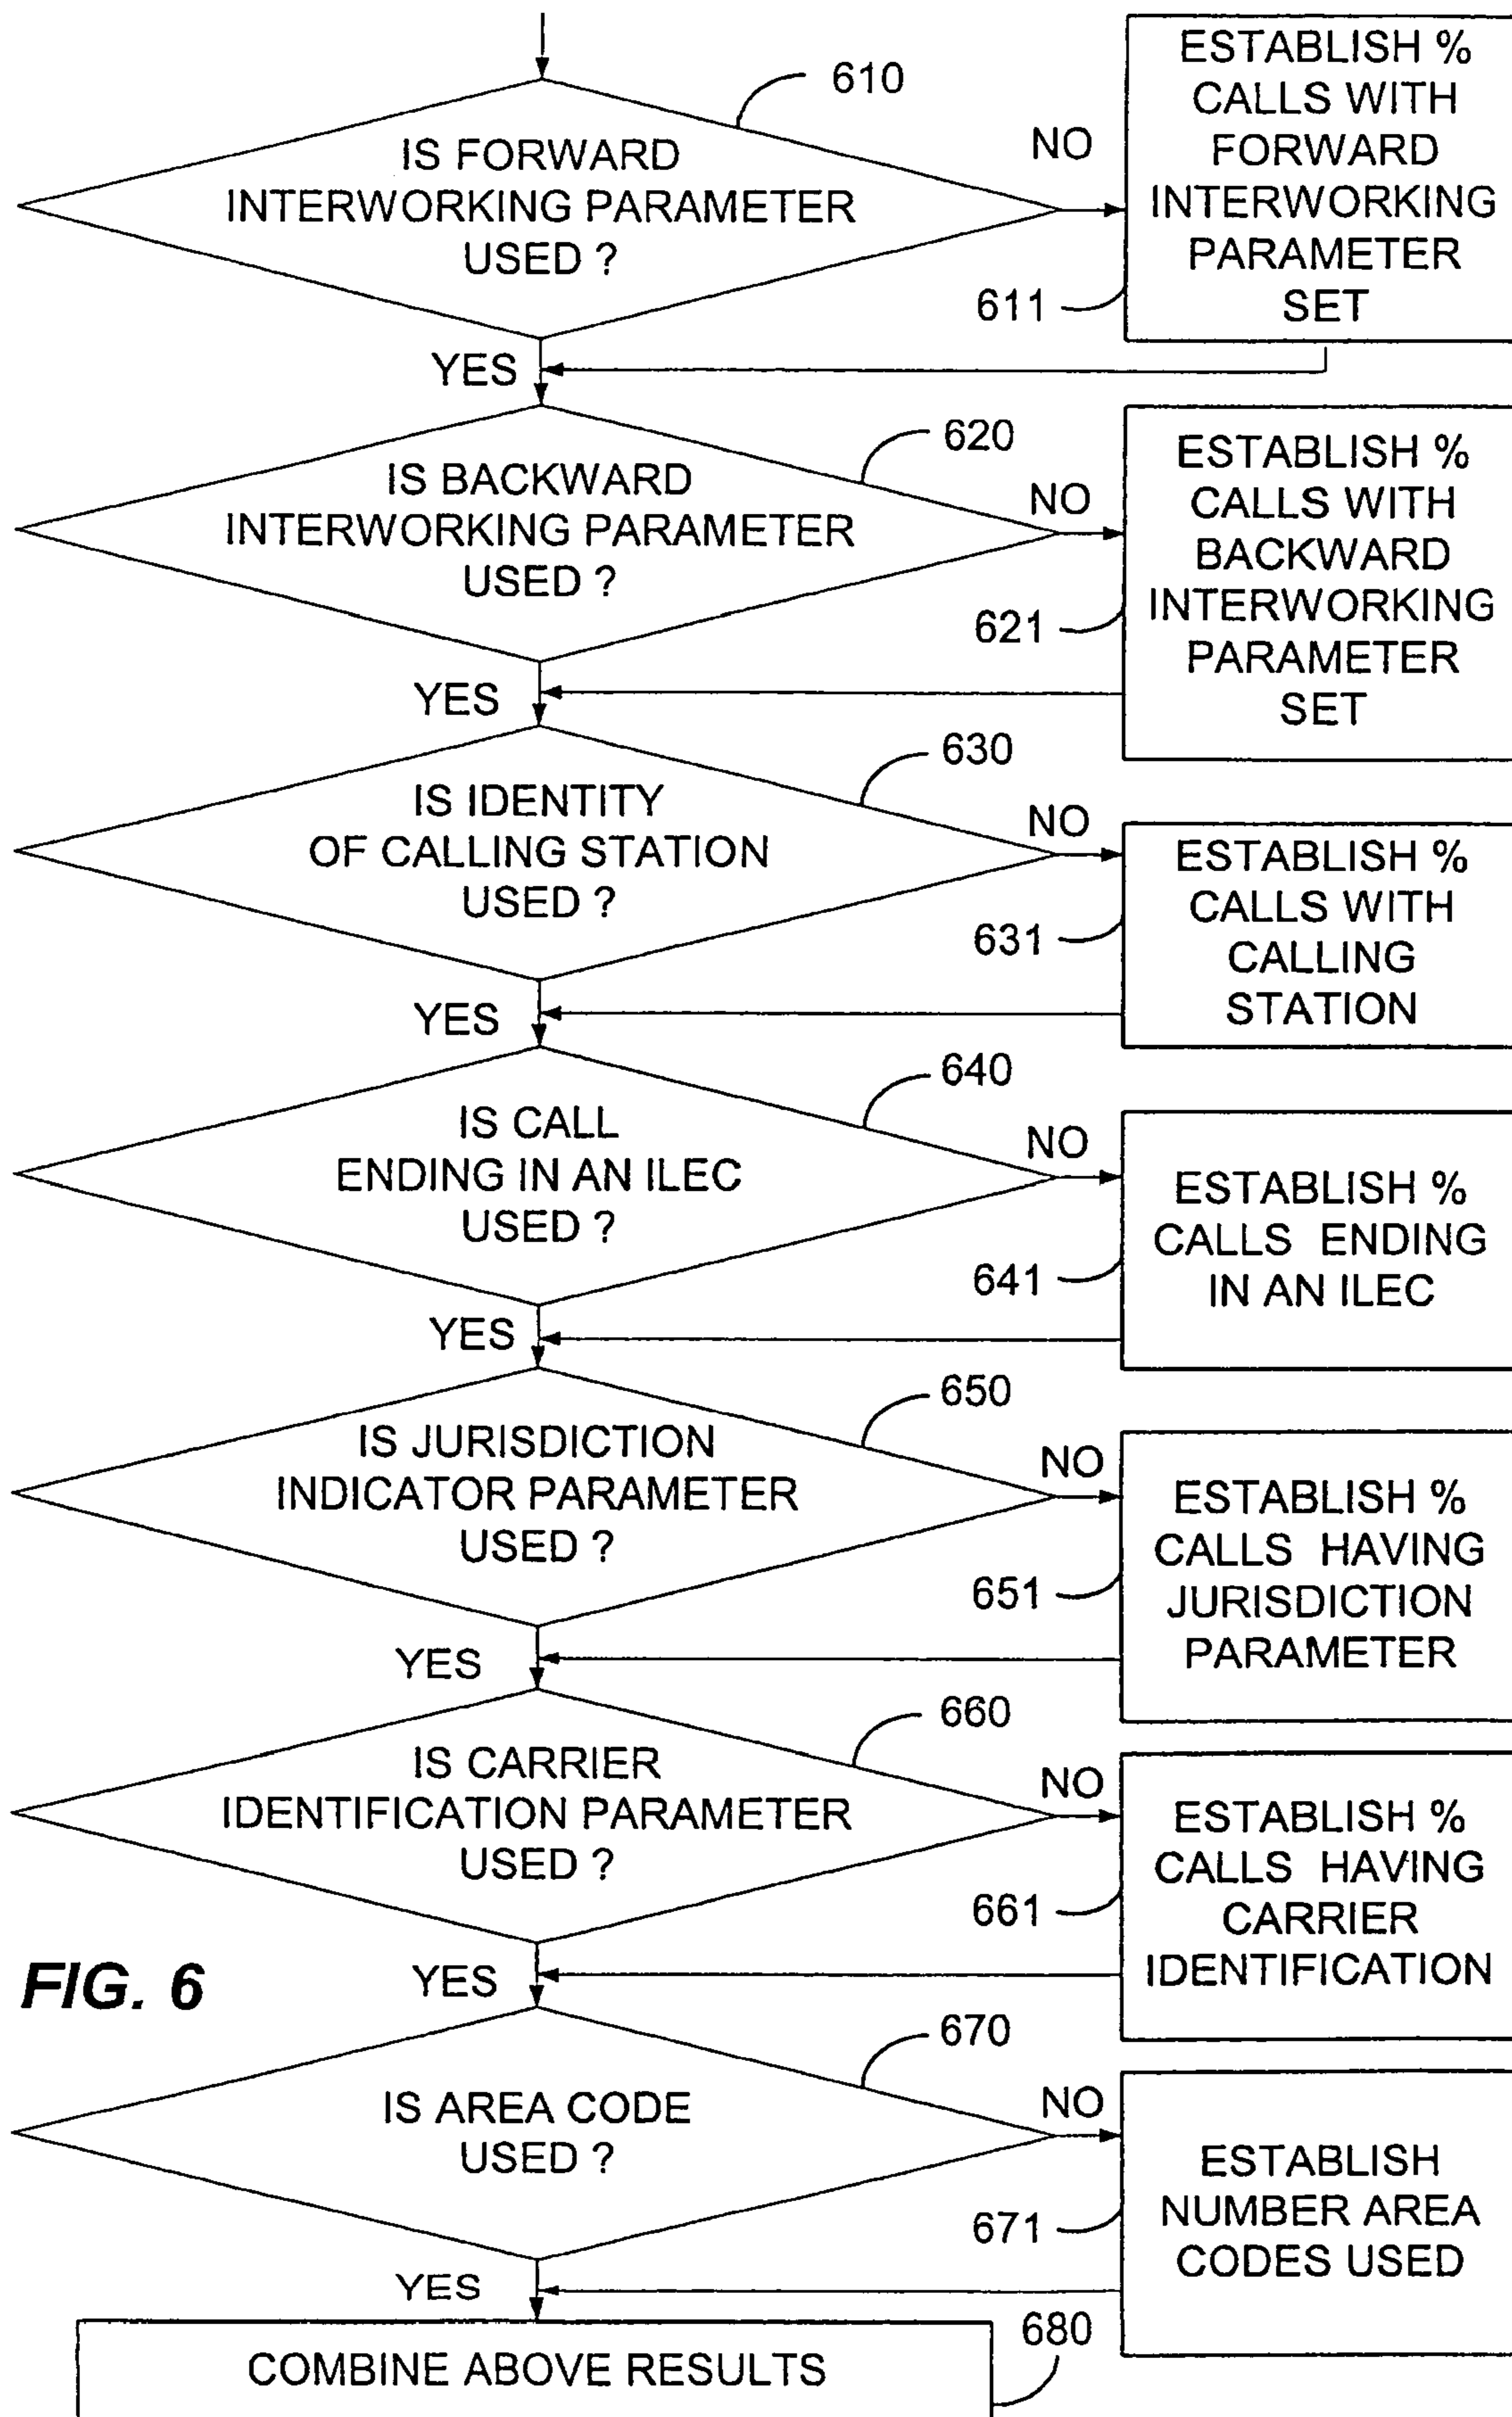 610
IS FORWARD
INTERWORKING PARAMETER
USED ?
NO
ESTABLISH %
CALLS WITH
FORWARD
INTERWORKING
PARAMETER
SET
611
YES
620
IS BACKWARD
INTERWORKING PARAMETER
USED ?
NO
ESTABLISH %
CALLS WITH
BACKWARD
INTERWORKING
PARAMETER
SET
621
YES
630
IS IDENTITY
OF CALLING STATION
USED ?
NO
ESTABLISH %
CALLS WITH
CALLING
STATION
631
YES
640
IS CALL
ENDING IN AN ILEC
USED ?
NO
ESTABLISH %
CALLS ENDING
IN AN ILEC
641
YES
650
IS JURISDICTION
INDICATOR PARAMETER
USED ?
NO
ESTABLISH %
CALLS HAVING
JURISDICTION
PARAMETER
651
YES
660
IS CARRIER
IDENTIFICATION PARAMETER
USED ?
NO
ESTABLISH %
CALLS HAVING
CARRIER
IDENTIFICATION
661
FIG. 6
YES
670
IS AREA CODE
USED ?
NO
ESTABLISH
NUMBER AREA
CODES USED
671
YES
680
COMBINE ABOVE RESULTS